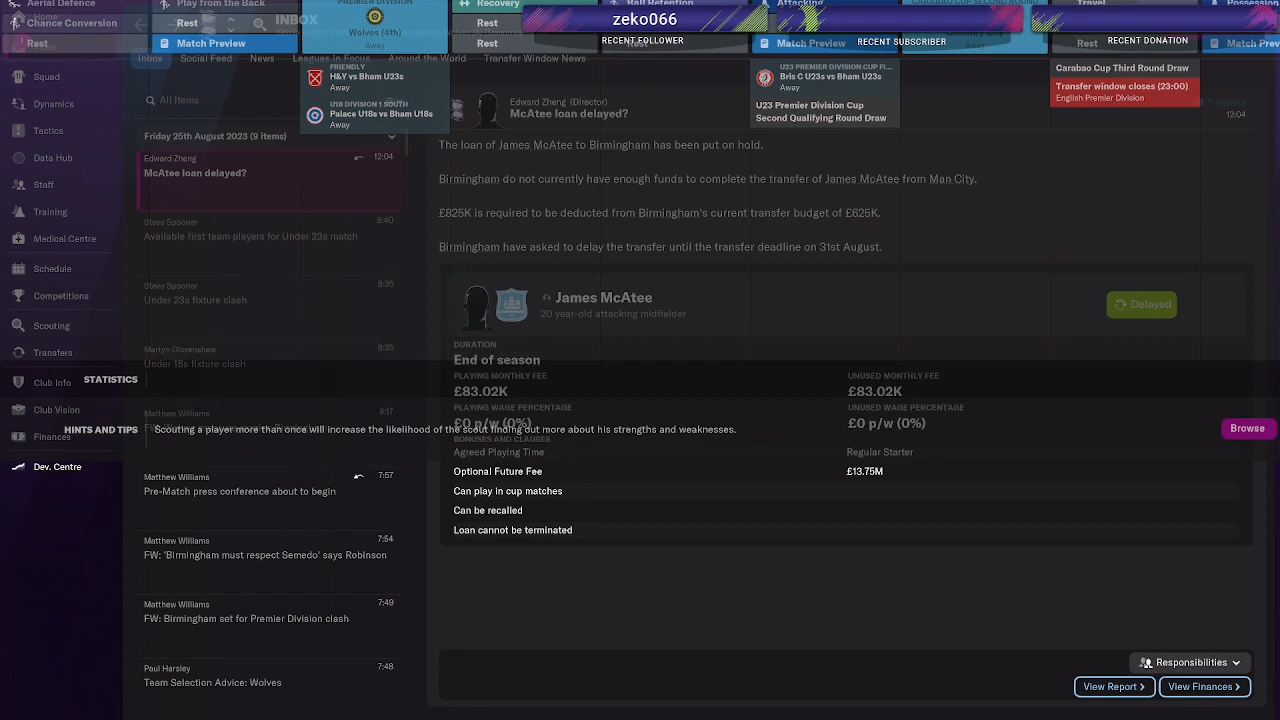 Aerial Defence
Play from the Back
PREMIER DIVISION
Recovery
Ball Retention
Attacking
CARABAO CUP SECOND ROUND
Travel
Possession
Home
Chance Conversion
INBOX
Rest
Wolves (4th)
Away
Rest
zeko066
Rest
Match Preview
Rest
RECENT FOLLOWER
Match Preview
RECENT SUBSCRIBER
Away
Rest
RECENT DONATION
Match Prev
Inbox
Social Feed
News
Leagues in Focus
Around the World
Transfer Window News
Squad
Dynamics
Tactics
Data Hub
Staff
Training
Medical Centre
Schedule
Competitions
Scouting
Transfers
Club Info
Club Vision
Finances
Dev. Centre
FRIENDLY
H&Y vs Bham U23s
Away
U18 DIVISION 1 SOUTH
Palace U18s vs Bham U18s
Away
U23 PREMIER DIVISION CUP FI...
Bris C U23s vs Bham U23s
Away
U23 Premier Division Cup
Second Qualifying Round Draw
Carabao Cup Third Round Draw
Transfer window closes (23:00)
English Premier Division
All Items
Friday 25th August 2023 (9 items)
Edward Zheng
12:04
McAtee loan delayed?
Steve Spooner
8:40
Available first team players for Under 23s match
Steve Spooner
8:36
Under 23s fixture clash
Martyn Olorenshaw
8:35
Under 18s fixture clash
Matthew Williams
8:17
Matthew Williams
7:57
Pre-Match press conference about to begin
Matthew Williams
7:54
FW: 'Birmingham must respect Semedo' says Robinson
Matthew Williams
7:49
FW: Birmingham set for Premier Division clash
Paul Harsley
7:48
Team Selection Advice: Wolves
Edward Zheng (Director)
McAtee loan delayed?
Transfers
12:04
The loan of James McAtee to Birmingham has been put on hold.
Birmingham do not currently have enough funds to complete the transfer of James McAtee from Man City.
£825K is required to be deducted from Birmingham's current transfer budget of £625K.
Birmingham have asked to delay the transfer until the transfer deadline on 31st August.
James McAtee
20 year-old attacking midfielder
Delayed
DURATION
End of season
PLAYING MONTHLY FEE
UNUSED MONTHLY FEE
£83.02K
£83.02K
PLAYING WAGE PERCENTAGE
UNUSED WAGE PERCENTAGE
£0 p/w (0%)
£0 p/w (0%)
BONUSES AND CLAUSES
Agreed Playing Time
Regular Starter
Optional Future Fee
£13.75M
Can play in cup matches
Can be recalled
Loan cannot be terminated
STATISTICS
HINTS AND TIPS
Scouting a player more than once will increase the likelihood of the scout finding out more about his strengths and weaknesses.
Browse
Responsibilities
View Report
View Finances